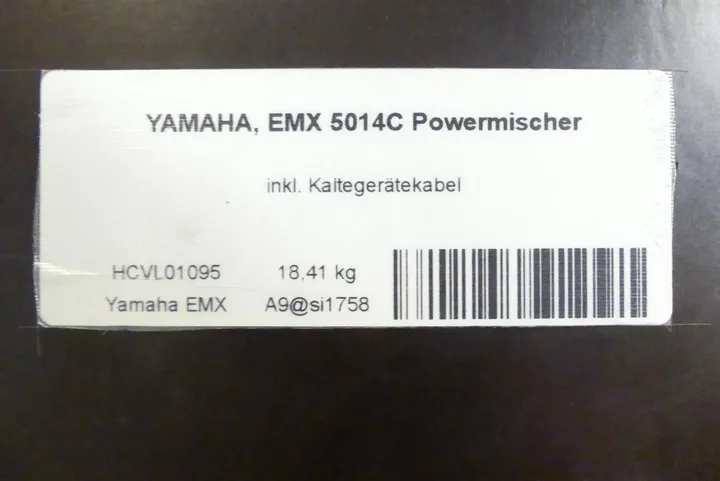 YAMAHA, EMX 5014C Powermischer
inkl. Kaltegerätekabel
HCVL01095 18,41 kg
Yamaha EMX A9@si1758